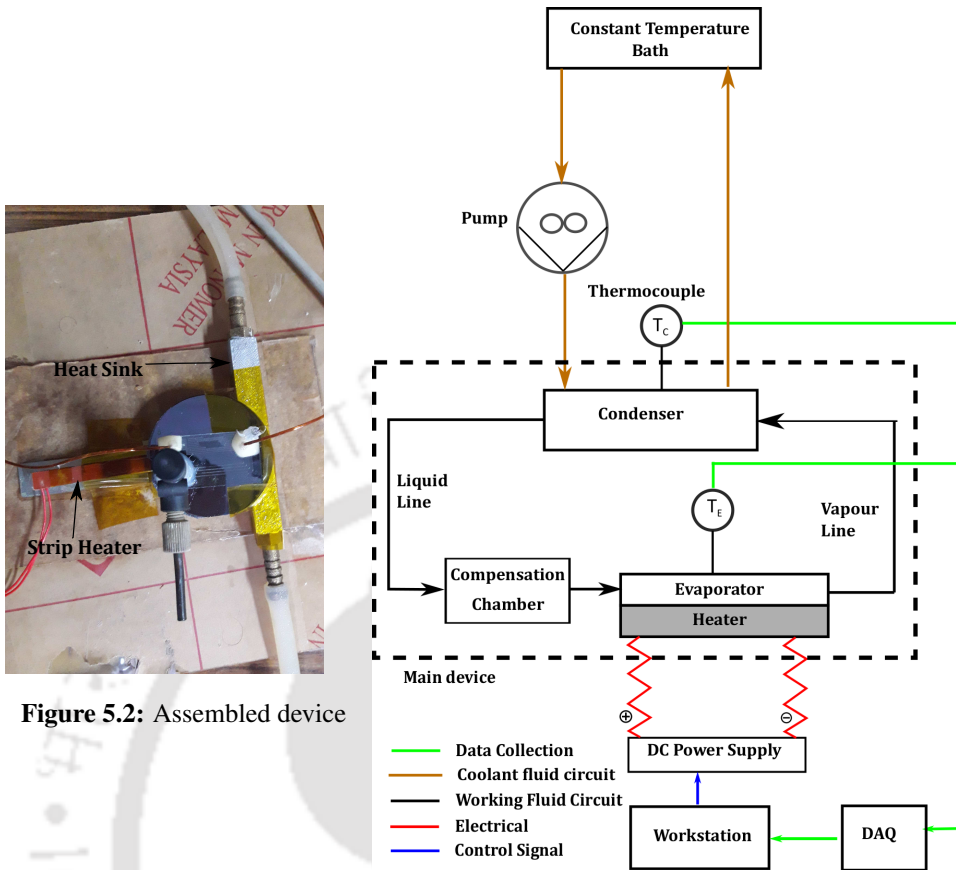 Constant Temperature
Bath
Pump
Thermocouple
T_C
Condenser
Liquid
Line
T_E
Vapour
Line
Compensation
Chamber
Evaporator
Heater
Main device
⊕
⊖
DC Power Supply
Data Collection
Coolant fluid circuit
Working Fluid Circuit
Electrical
Control Signal
Workstation
DAQ
MONOMER
MALAYSIA
Heat Sink
Strip Heater
Figure 5.2: Assembled device